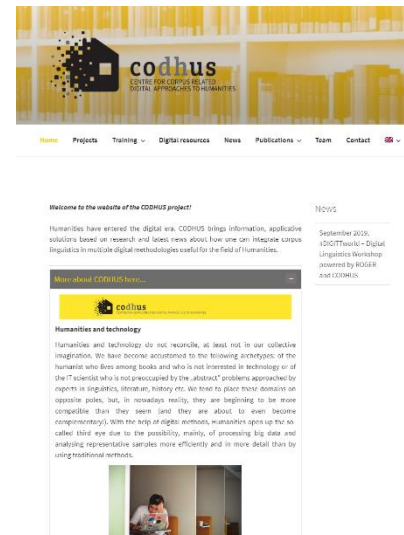 codhus
CENTRE FOR CORPUS RELATED
DIGITAL APPROACHES TO HUMANITIES
Home Projects Training Digital resources News Publications Team Contact
Welcome to the website of the CODHUS project!
Humanities have entered the digital era. CODHUS brings information, applicative
solutions based on research and latest news about how one can integrate corpus
linguistics in multiple digital methodologies useful for the field of Humanities.
More about CODHUS here...
codhus
Humanities and technology
Humanities and technology do not reconcile, at least not in our collective
imagination. We have become accustomed to the following archetypes: of the
humanist who lives among books and who is not interested in technology or of
the IT scientist who is not preoccupied by the „abstract" problems approached by
experts in linguistics, literature, history etc. We tend to place these domains on
opposite poles, but, in nowadays reality, they are beginning to be more
compatible than they seem (and they are about to even become
complementary!). With the help of digital methods, Humanities open up the so-
called third eye due to the possibility, mainly, of processing big data and
analysing representative samples more efficiently and in more detail than by
using traditional methods.
News
September 2019,
Digital
Linguistics Workshop
powered by ROGER
and CODHUS